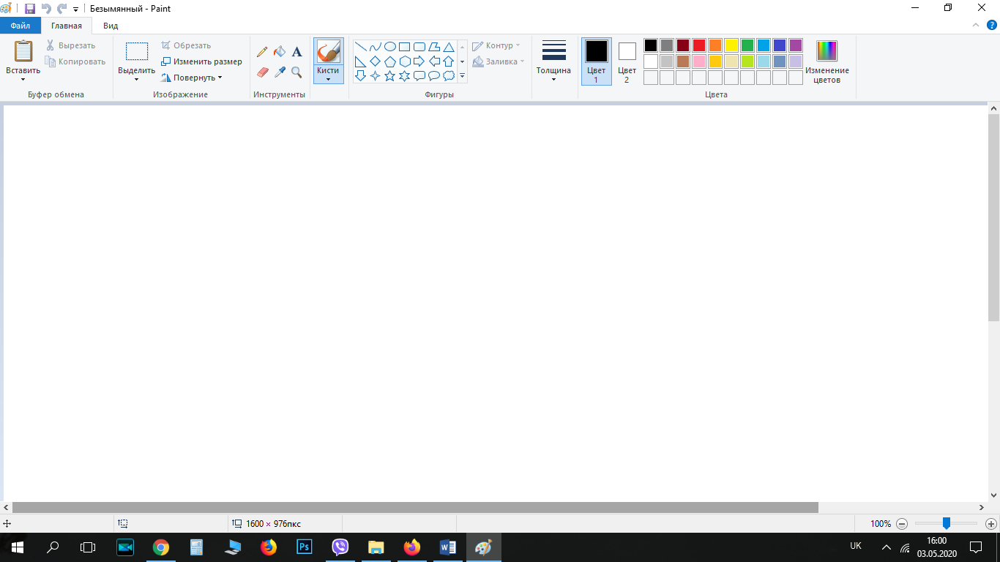 Безымянный - Paint
Файл Главная Вид ?
Вставить
Вырезать
Копировать
Буфер обмена
Выделить
Обрезать
Изменить размер
Повернуть
Изображение
A
Инструменты
Кисти
Фигуры
Контур
Заливка
Толщина
Цвет
1
Цвет
2
Изменение
цветов
Цвета
1600 × 976пкс
100%
Ps
W
UK
16:00
03.05.2020